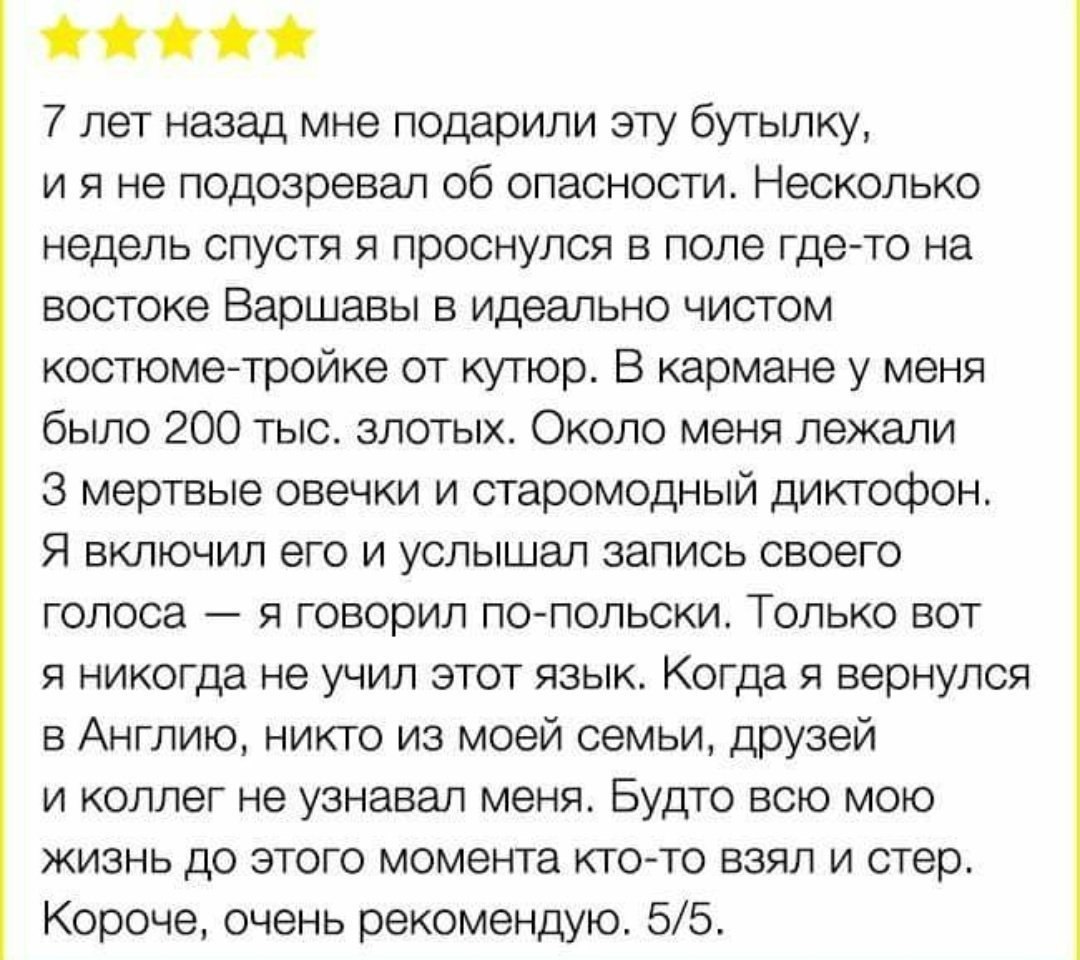 7 лет назад мне подарили эту бутылку,
и я не подозревал об опасности. Несколько
недель спустя я проснулся в поле где-то на
востоке Варшавы в идеально чистом
костюме-тройке от кутюр. В кармане у меня
было 200 тыс. злотых. Около меня лежали
3 мертвые овечки и старомодный диктофон.
Я включил его и услышал запись своего
голоса — я говорил по-польски. Только вот
я никогда не учил этот язык. Когда я вернулся
в Англию, никто из моей семьи, друзей
и коллег не узнавал меня. Будто всю мою
жизнь до этого момента кто-то взял и стер.
Короче, очень рекомендую. 5/5.